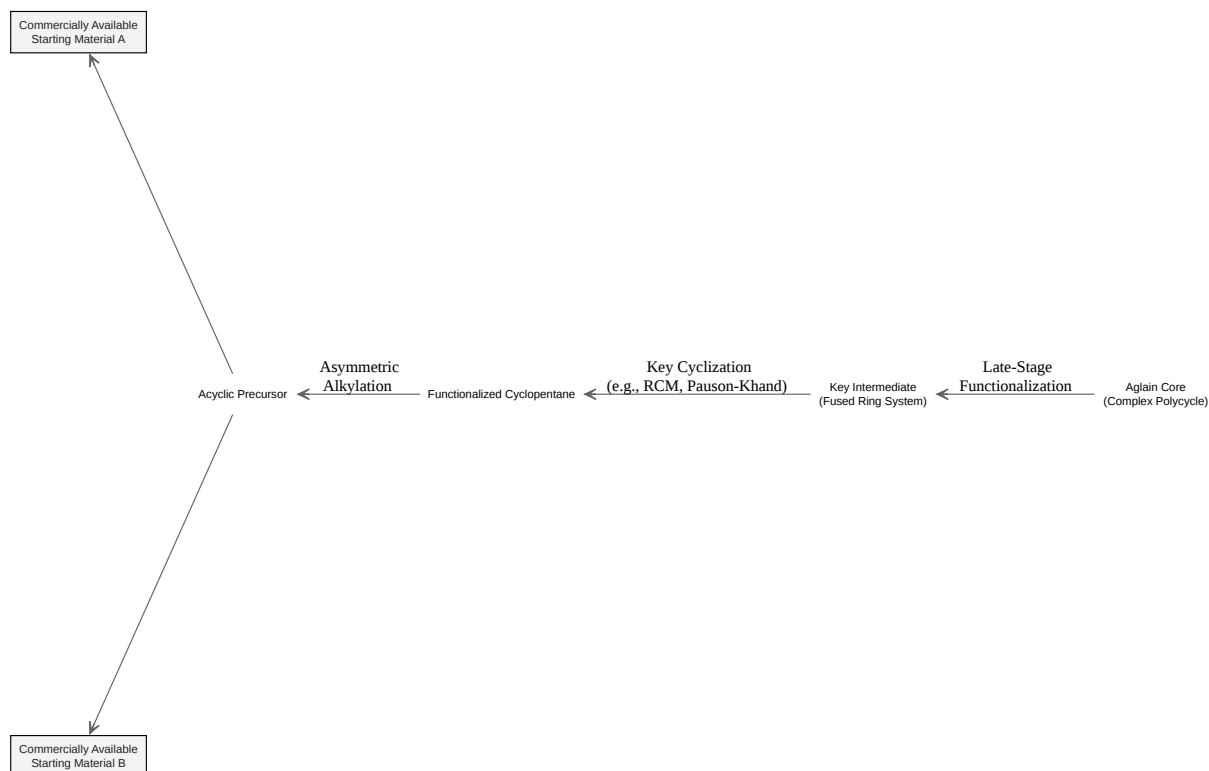 Commercially Available
Starting Material A
Asymmetric
Alkylation
Key Cyclization
(e.g., RCM, Pauson-Khand)
Late-Stage
Functionalization
Acyclic Precursor
Functionalized Cyclopentane
Key Intermediate
(Fused Ring System)
Aglain Core
(Complex Polycycle)
Commercially Available
Starting Material B